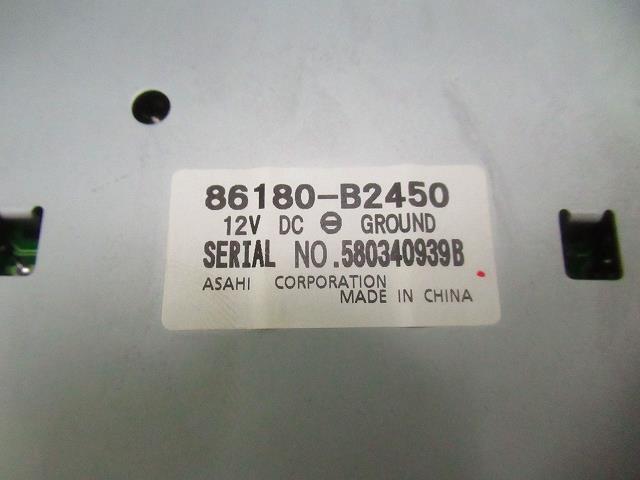 86180-B2450
12V DC ⊖ GROUND
SERIAL NO.580340939B
ASAHI CORPORATION
MADE IN CHINA